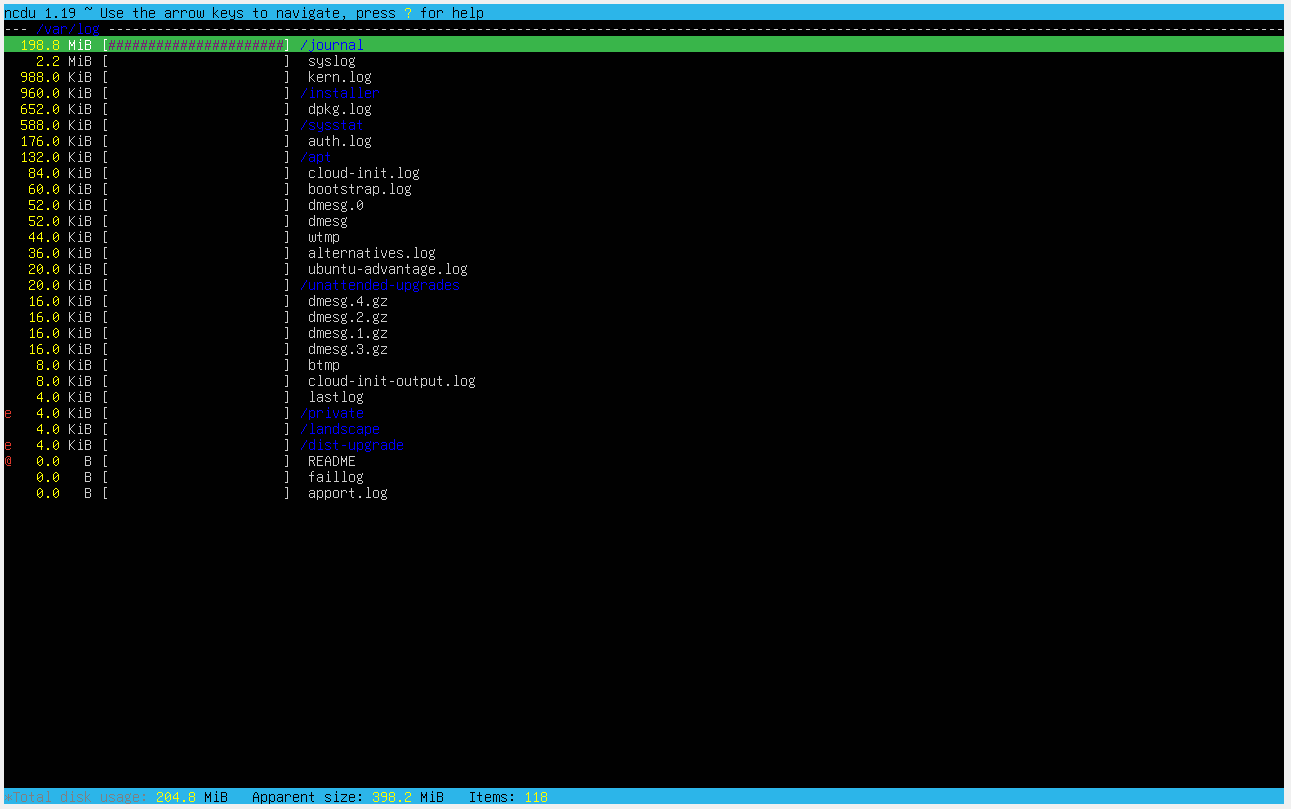 ncdu 1.19 ~ Use the arrow keys to navigate, press ? for help
--- /var/log ---------------------------------------------------------------------------------------------------------------------------------------------------
  198.8 MiB [######################] /journal
    2.2 MiB [                      ]  syslog
  988.0 KiB [                      ]  kern.log
  960.0 KiB [                      ] /installer
  652.0 KiB [                      ]  dpkg.log
  588.0 KiB [                      ] /sysstat
  176.0 KiB [                      ]  auth.log
  132.0 KiB [                      ] /apt
   84.0 KiB [                      ]  cloud-init.log
   60.0 KiB [                      ]  bootstrap.log
   52.0 KiB [                      ]  dmesg.0
   52.0 KiB [                      ]  dmesg
   44.0 KiB [                      ]  wtmp
   36.0 KiB [                      ]  alternatives.log
   20.0 KiB [                      ]  ubuntu-advantage.log
   20.0 KiB [                      ] /unattended-upgrades
   16.0 KiB [                      ]  dmesg.4.gz
   16.0 KiB [                      ]  dmesg.2.gz
   16.0 KiB [                      ]  dmesg.1.gz
   16.0 KiB [                      ]  dmesg.3.gz
    8.0 KiB [                      ]  btmp
    8.0 KiB [                      ]  cloud-init-output.log
    4.0 KiB [                      ]  lastlog
e   4.0 KiB [                      ] /private
    4.0 KiB [                      ] /landscape
e   4.0 KiB [                      ] /dist-upgrade
@   0.0   B [                      ]  README
    0.0   B [                      ]  faillog
    0.0   B [                      ]  apport.log
*Total disk usage: 204.8 MiB   Apparent size: 398.2 MiB   Items: 118